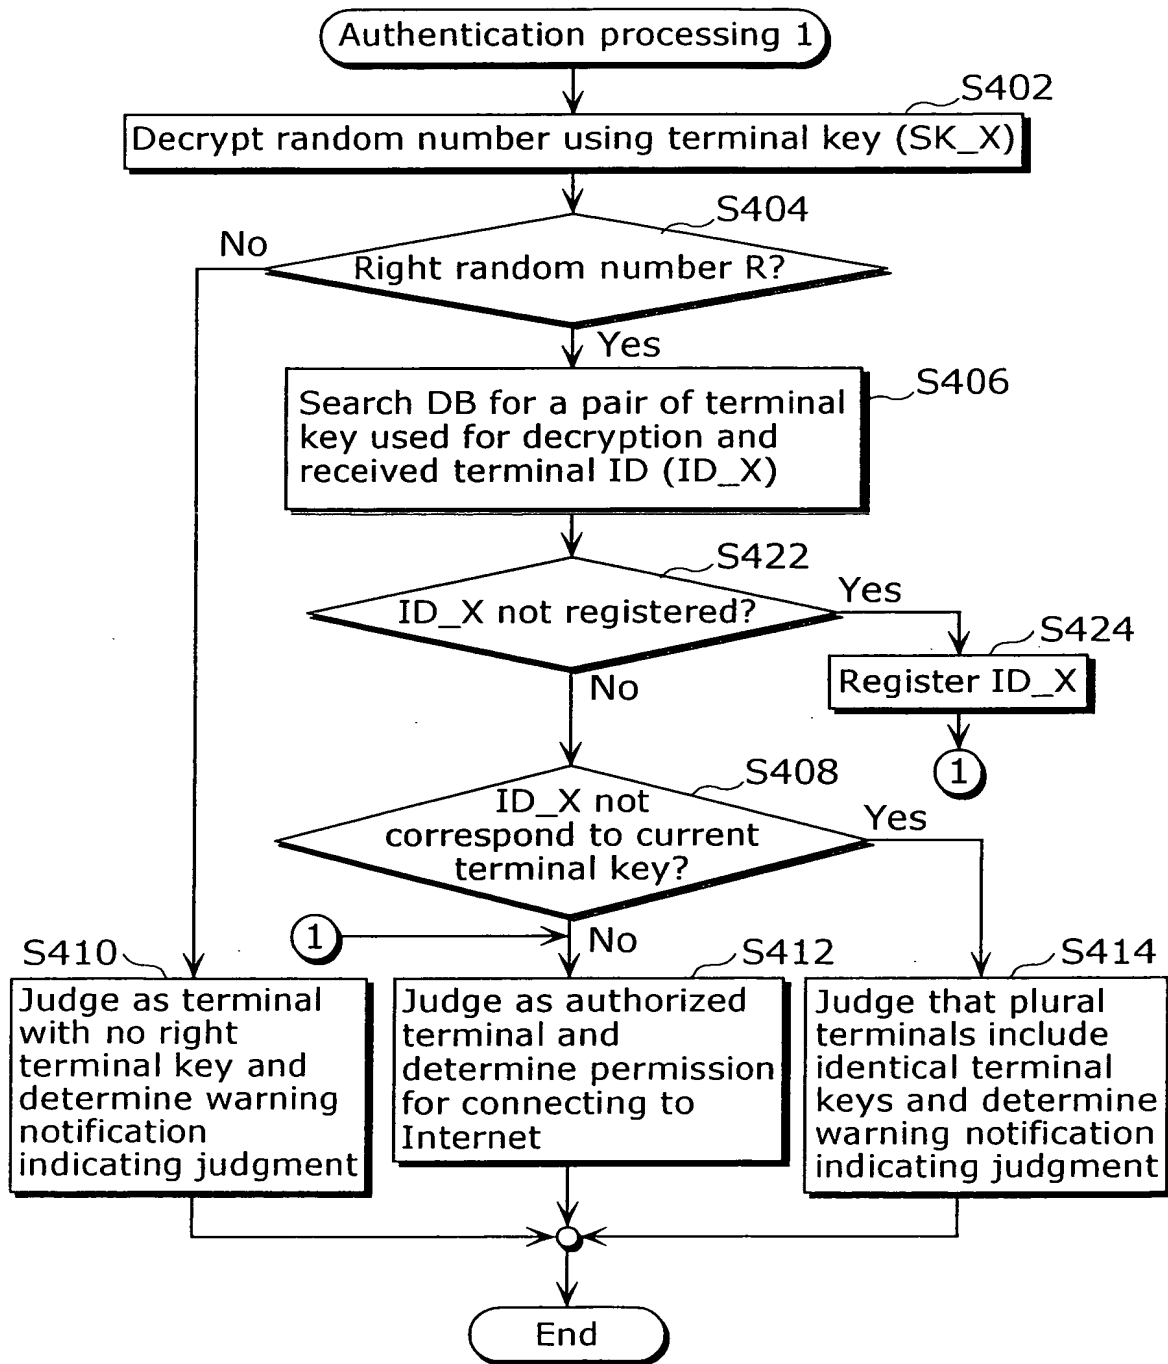 Authentication processing 1
S402
Decrypt random number using terminal key (SK_X)
S404
No
Right random number R?
Yes
S406
Search DB for a pair of terminal
key used for decryption and
received terminal ID (ID_X)
S422
Yes
ID_X not registered?
S424
No
Register ID_X
1
S408
ID_X not
correspond to current
terminal key?
Yes
1
No
S410
Judge as terminal
with no right
terminal key and
determine warning
notification
indicating judgment
S412
Judge as authorized
terminal and
determine permission
for connecting to
Internet
S414
Judge that plural
terminals include
identical terminal
keys and determine
warning notification
indicating judgment
End